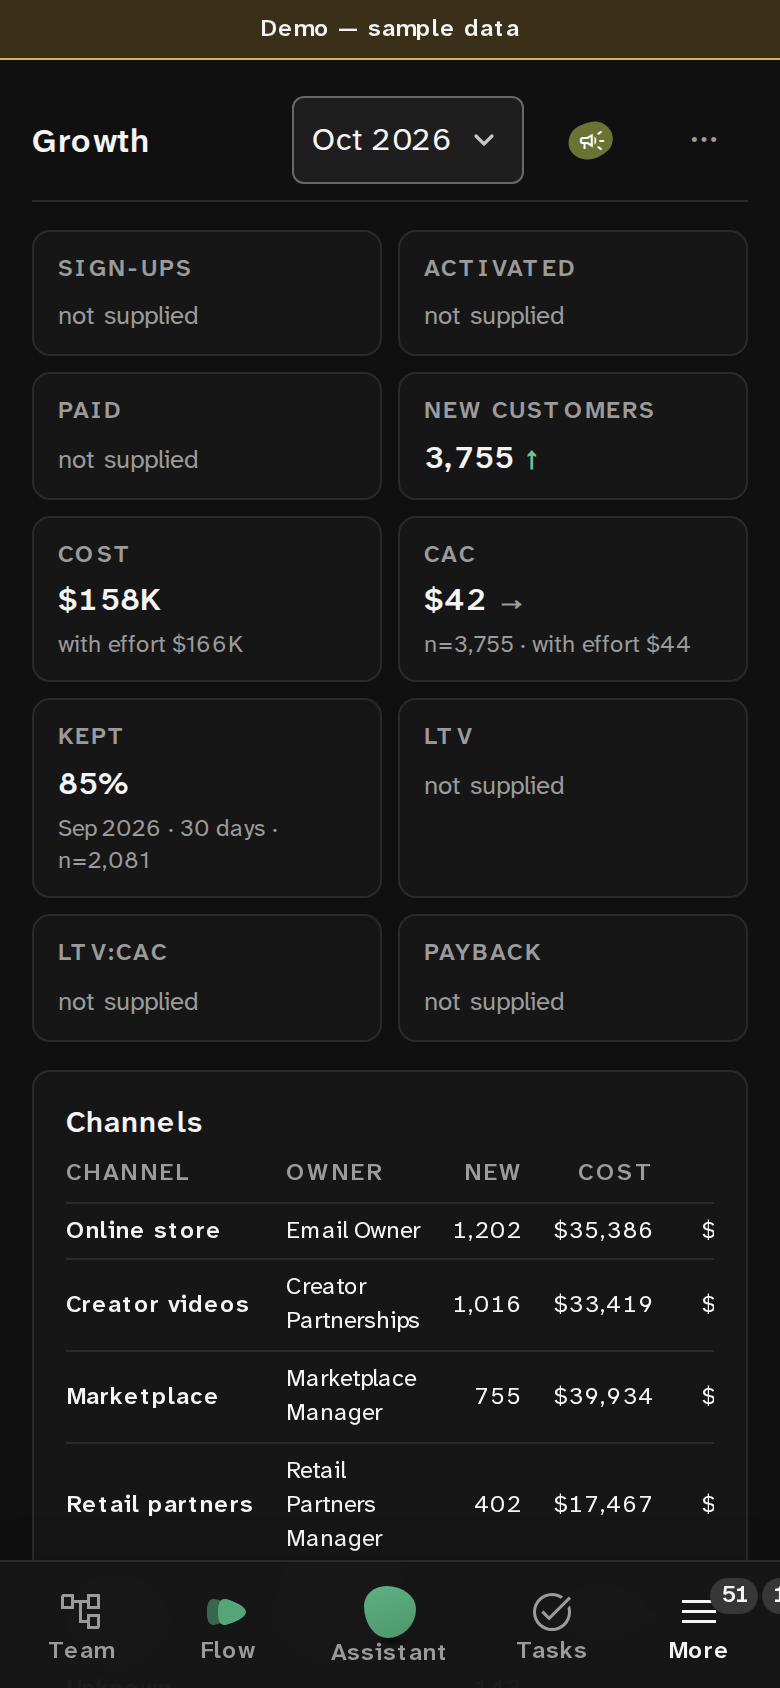 Demo — sample data
Growth
Oct 2026
SIGN-UPS
not supplied
ACTIVATED
not supplied
PAID
not supplied
NEW CUSTOMERS
3,755 ↑
COST
$158K
with effort $166K
CAC
$42 →
n=3,755 · with effort $44
KEPT
85%
Sep 2026 · 30 days ·
n=2,081
LTV
not supplied
LTV:CAC
not supplied
PAYBACK
not supplied
Channels
CHANNEL OWNER NEW COST
Online store Email Owner 1,202 $35,386 $
Creator videos Creator Partnerships 1,016 $33,419 $
Marketplace Marketplace Manager 755 $39,934 $
Retail partners Retail Partners Manager 402 $17,467 $
51
Team
Flow
Assistant
Tasks
More